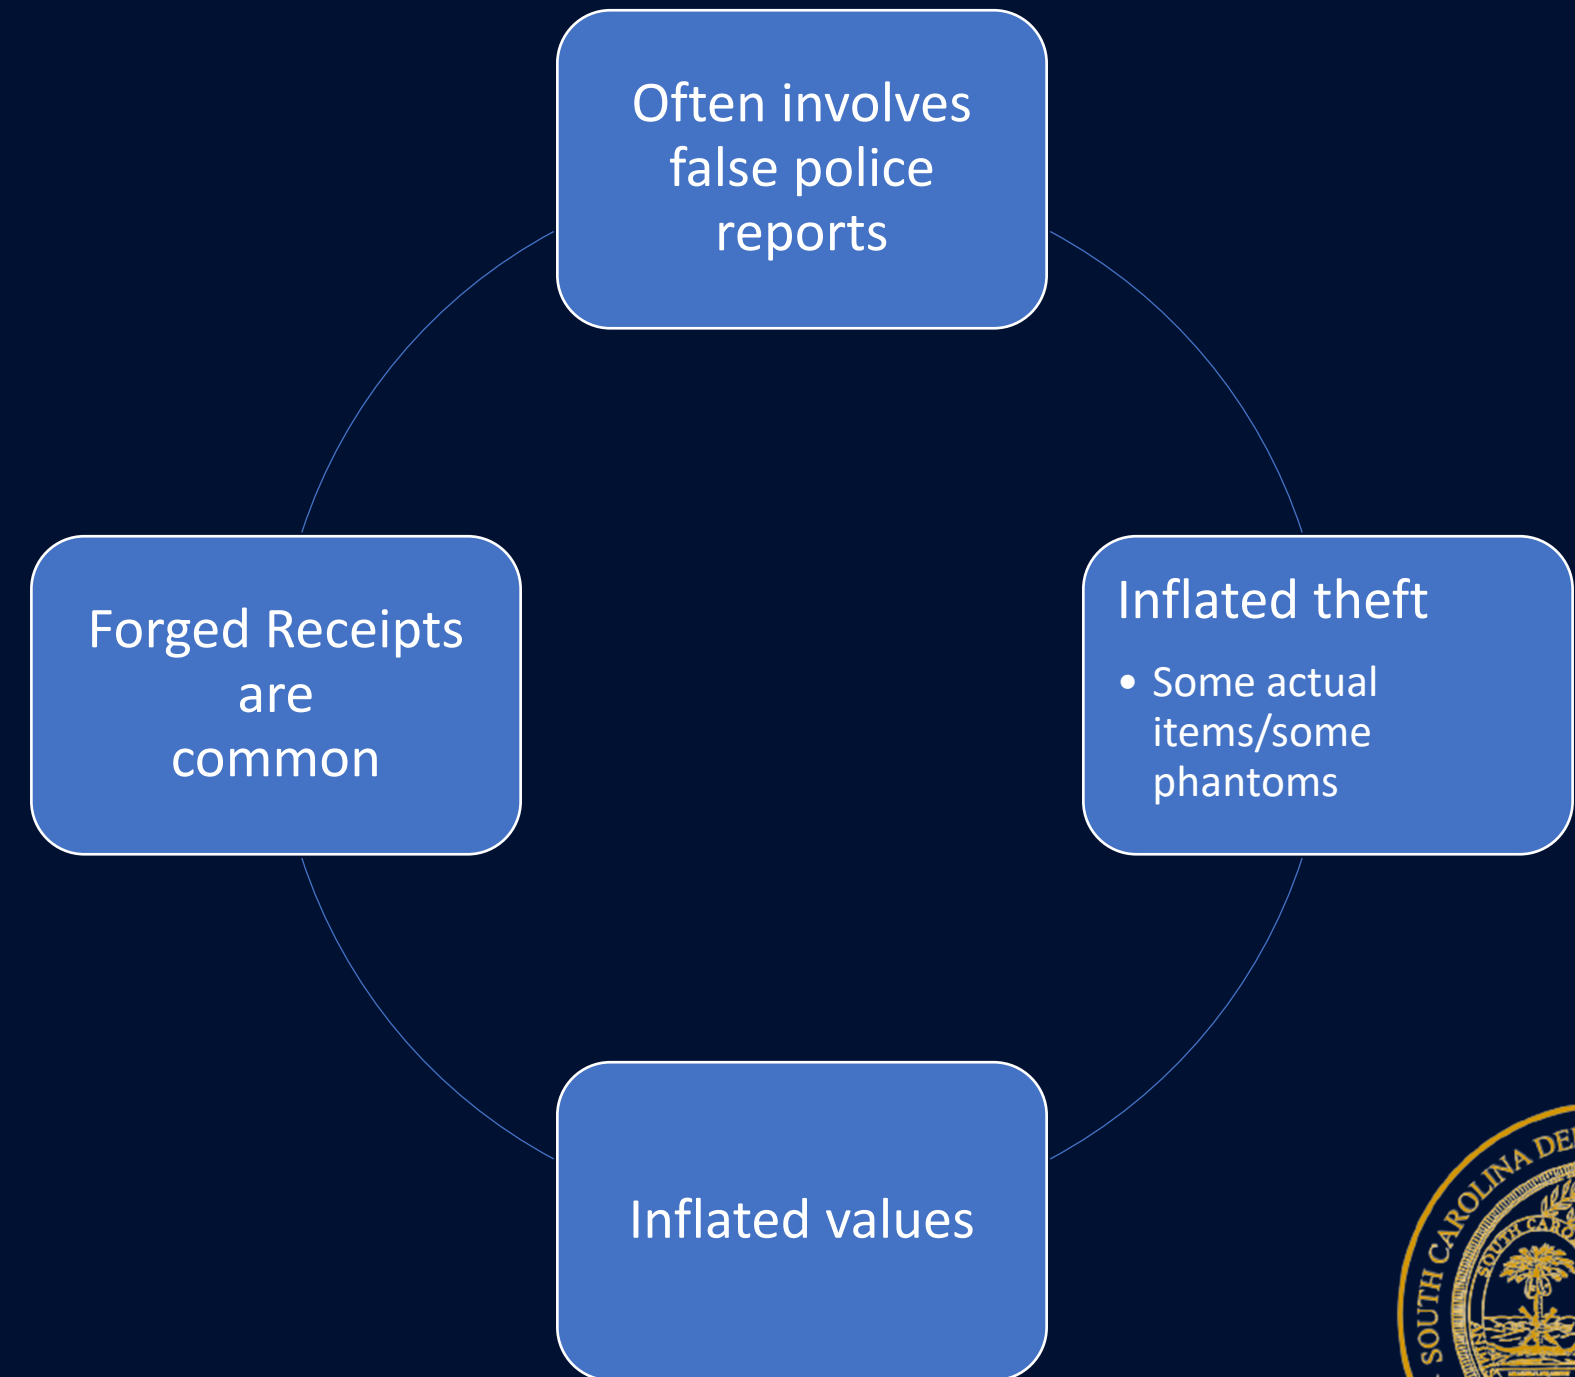 Often involves
false police
reports
Inflated theft
• Some actual
items/some
phantoms
Inflated values
Forged Receipts
are
common
SOUTH CAROLINA
SOUTH